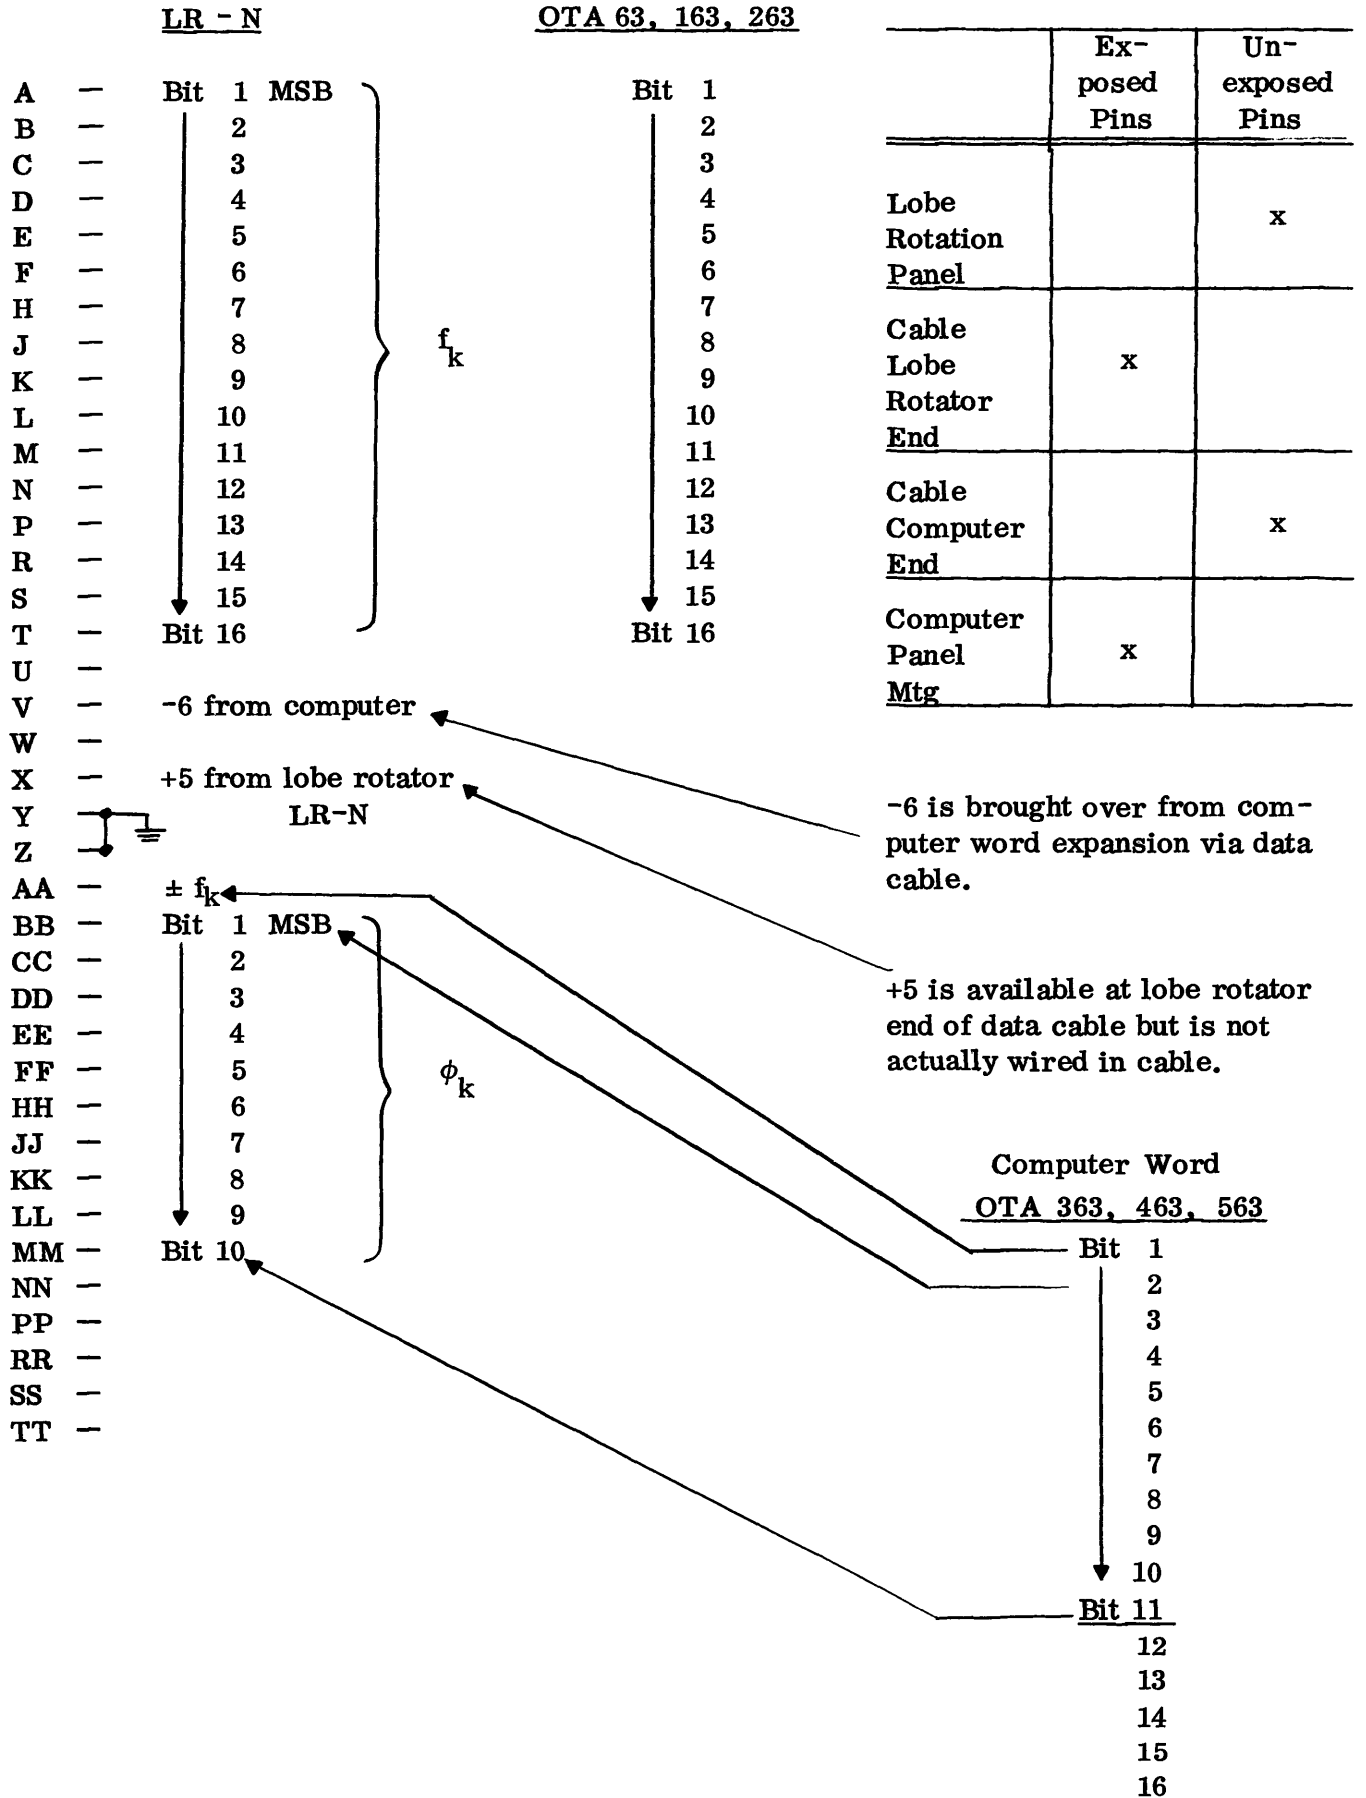 LR - N
OTA 63, 163, 263
A — Bit 1 MSB Bit 1
B — 2 2
C — 3 3
D — 4 4
E — 5 5
F — 6 6
H — 7 7
J — 8 8
f_k
K — 9 9
L — 10 10
M — 11 11
N — 12 12
P — 13 13
R — 14 14
S — 15 15
T — Bit 16 Bit 16
U —
V — -6 from computer
W —
X — +5 from lobe rotator
Y — LR-N
Z —
AA — ± f_k
BB — Bit 1 MSB
CC — 2
DD — 3
EE — 4
FF — 5
ϕ_k
HH — 6
JJ — 7
KK — 8
LL — 9
MM — Bit 10
NN —
PP —
RR —
SS —
TT —
Ex-
posed
Pins
Un-
exposed
Pins
Lobe
Rotation
Panel
x
Cable
Lobe
Rotator
End
x
Cable
Computer
End
x
Computer
Panel
Mtg
x
-6 is brought over from com-
puter word expansion via data
cable.
+5 is available at lobe rotator
end of data cable but is not
actually wired in cable.
Computer Word
OTA 363, 463, 563
Bit 1
2
3
4
5
6
7
8
9
10
Bit 11
12
13
14
15
16